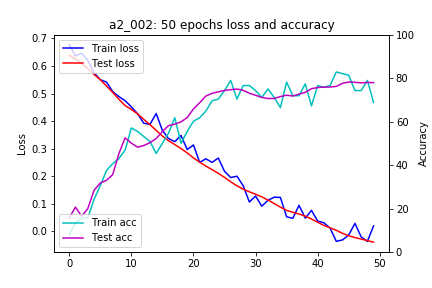 a2_002: 50 epochs loss and accuracy
0.7
0.6
0.5
0.4
0.3
0.2
0.1
0.0
Loss
Train loss
Test loss
Train acc
Test acc
100
80
60
40
20
0
Accuracy
0
10
20
30
40
50